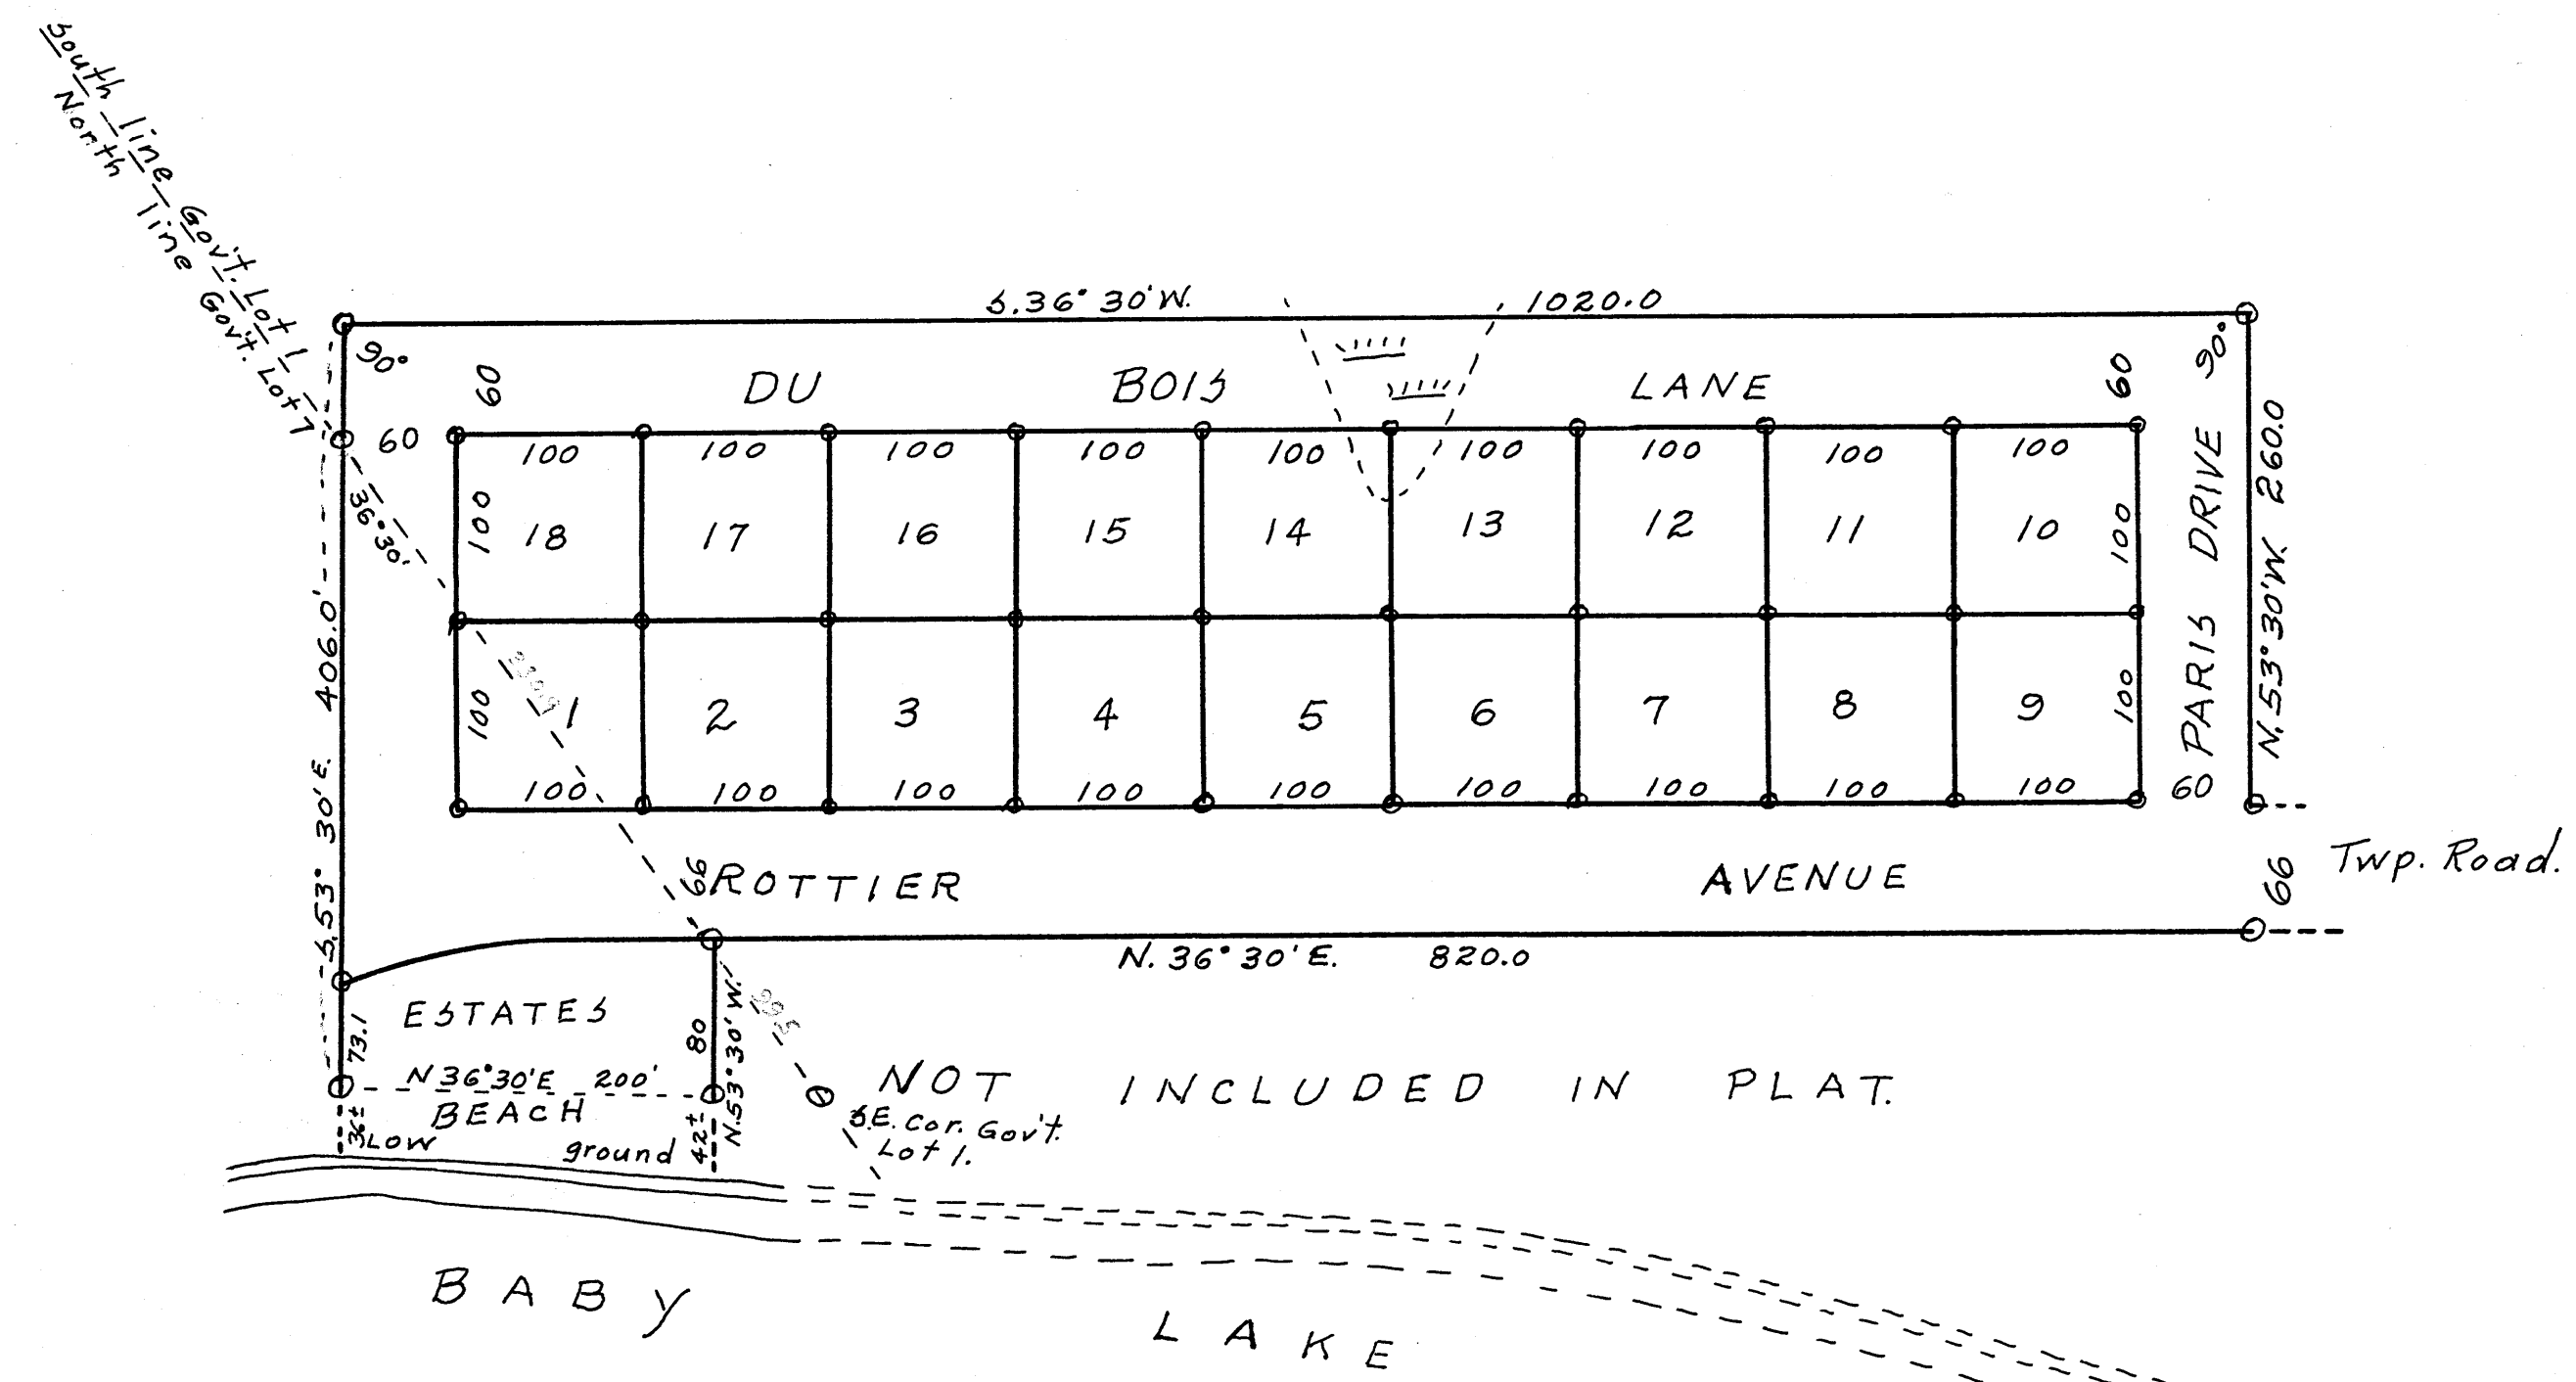 South line Gov't. Lot 1
North line Gov't. Lot 7
S.36° 30'W. 1020.0
90° 90°
60 DU BOIS LANE 60
60
100 100 100 100 100 100 100 100 100
36°30'
100 18 17 16 15 14 13 12 11 10 100
PARIS DRIVE
N.53°30'W. 260.0
S.53° 30'E. 406.0'
100 1 2 3 4 5 6 7 8 9 100
100 100 100 100 100 100 100 100 100 60
66 ROTTIER AVENUE 66 Twp. Road.
N. 36° 30' E. 820.0
ESTATES
73.1
80
N.53°30'W.
295
N 36°30'E 200'
BEACH
36±
42±
LOW ground
NOT INCLUDED IN PLAT.
S.E. Cor. Gov't.
Lot 1.
BABY LAKE